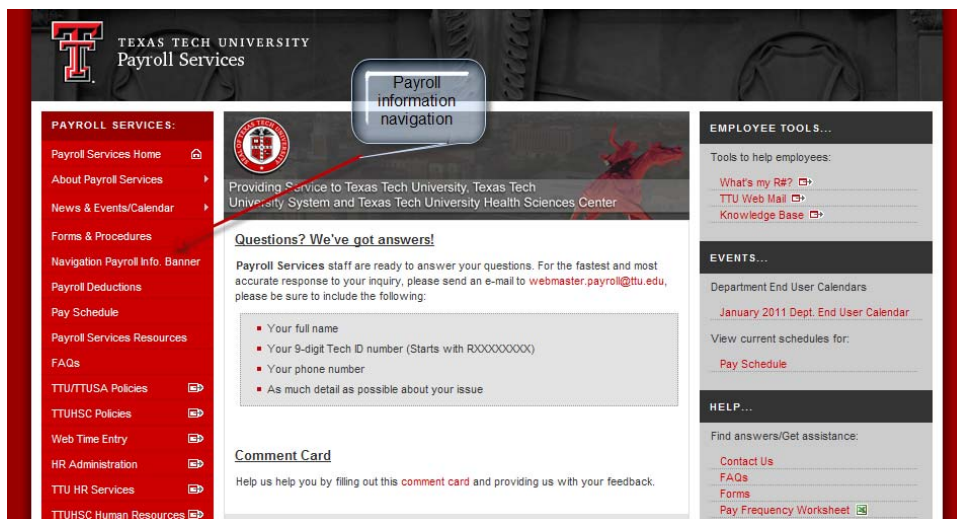 TEXAS TECH UNIVERSITY
Payroll Services
Payroll
information
navigation
PAYROLL SERVICES:
Payroll Services Home
About Payroll Services
News & Events/Calendar
Forms & Procedures
Navigation Payroll Info. Banner
Payroll Deductions
Pay Schedule
Payroll Services Resources
FAQs
TTU/TTUSA Policies
TTUHSC Policies
Web Time Entry
HR Administration
TTU HR Services
TTUHSC Human Resources
Providing Service to Texas Tech University, Texas Tech
University System and Texas Tech University Health Sciences Center
Questions? We've got answers!
Payroll Services staff are ready to answer your questions. For the fastest and most
accurate response to your inquiry, please send an e-mail to webmaster.payroll@ttu.edu,
please be sure to include the following:
Your full name
Your 9-digit Tech ID number (Starts with RXXXXXXXX)
Your phone number
As much detail as possible about your issue
Comment Card
Help us help you by filling out this comment card and providing us with your feedback.
EMPLOYEE TOOLS...
Tools to help employees:
What's my R#?
TTU Web Mail
Knowledge Base
EVENTS...
Department End User Calendars
January 2011 Dept. End User Calendar
View current schedules for:
Pay Schedule
HELP...
Find answers/Get assistance:
Contact Us
FAQs
Forms
Pay Frequency Worksheet